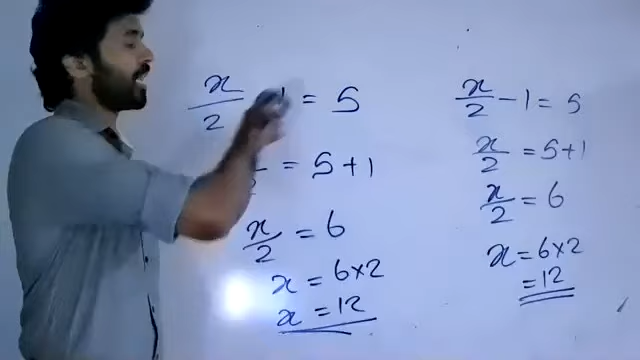 x/2 - 1 = 5
= 5 + 1
x/2 = 6
x = 6×2
x = 12
x/2 - 1 = 5
x/2 = 5+1
x/2 = 6
x = 6×2
= 12